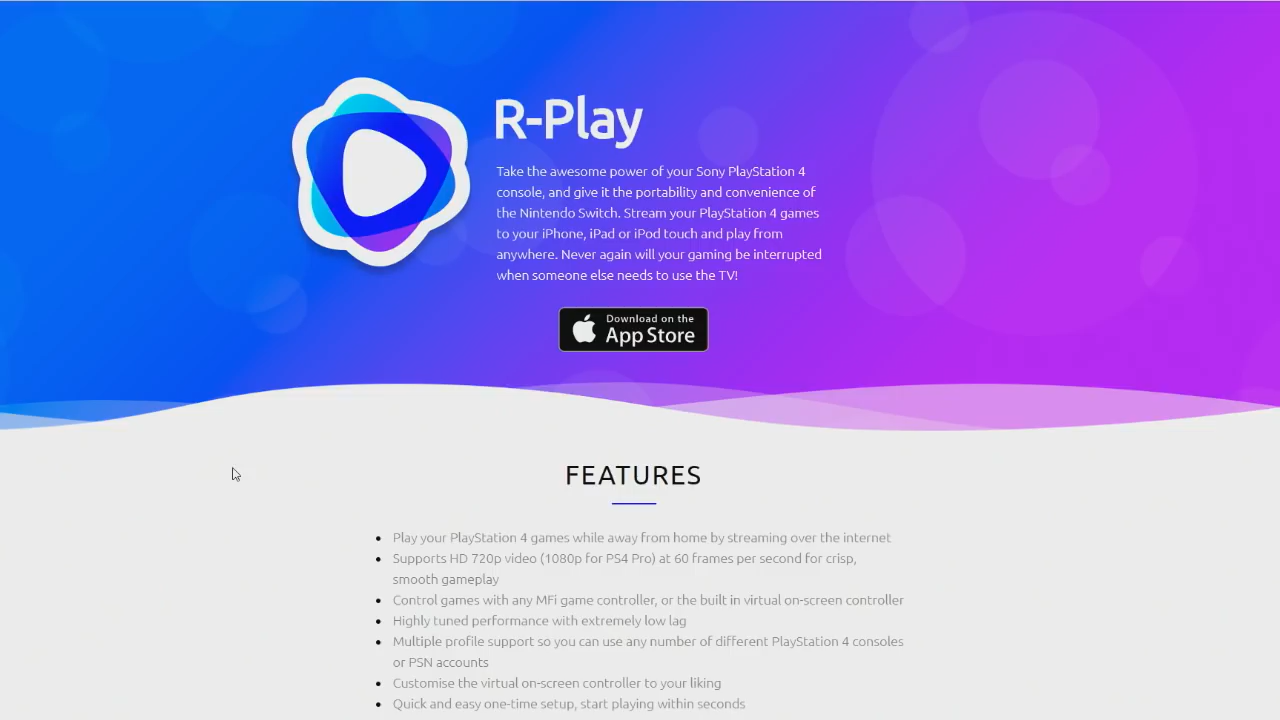 R-Play
Take the awesome power of your Sony PlayStation 4
console, and give it the portability and convenience of
the Nintendo Switch. Stream your PlayStation 4 games
to your iPhone, iPad or iPod touch and play from
anywhere. Never again will your gaming be interrupted
when someone else needs to use the TV!
Download on the
App Store
FEATURES
• Play your PlayStation 4 games while away from home by streaming over the internet
• Supports HD 720p video (1080p for PS4 Pro) at 60 frames per second for crisp,
smooth gameplay
• Control games with any MFi game controller, or the built in virtual on-screen controller
• Highly tuned performance with extremely low lag
• Multiple profile support so you can use any number of different PlayStation 4 consoles
or PSN accounts
• Customise the virtual on-screen controller to your liking
• Quick and easy one-time setup, start playing within seconds